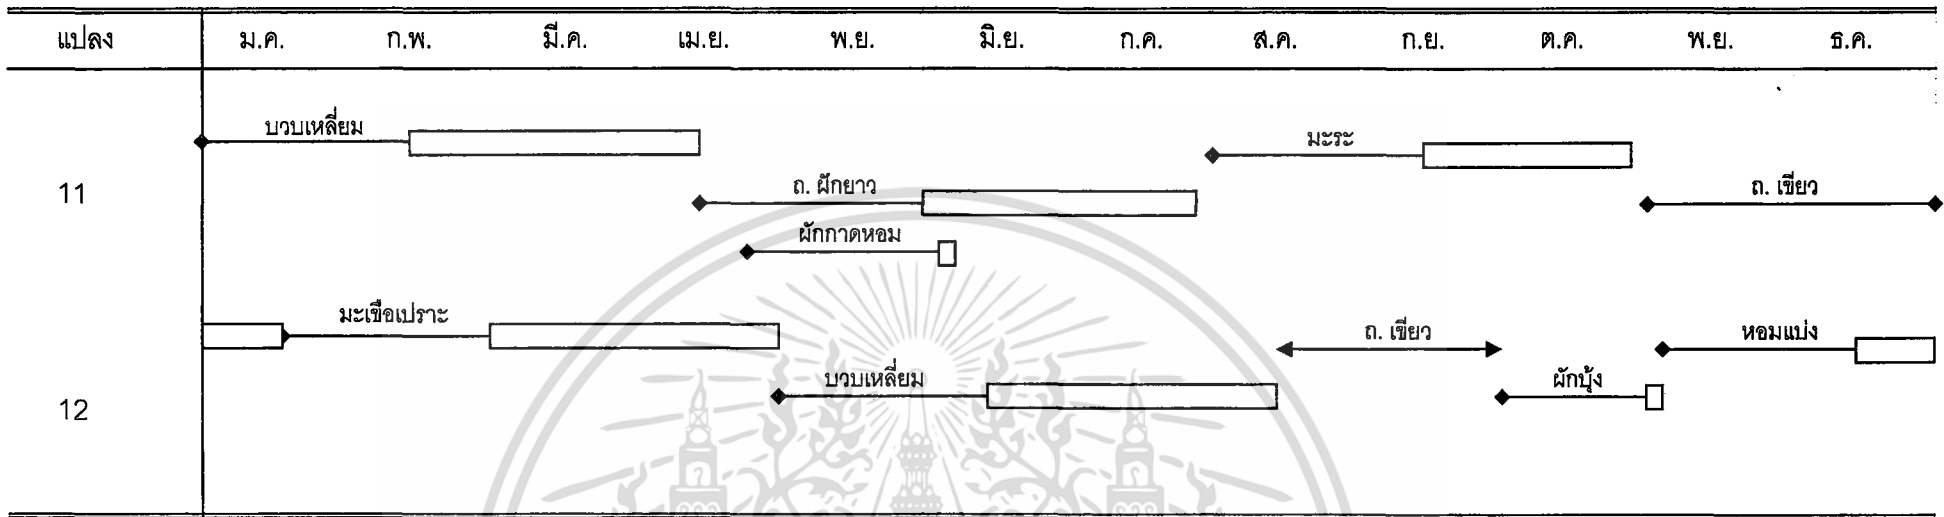 แปลง ม.ค. ก.พ. มี.ค. เม.ย. พ.ย. มิ.ย. ก.ค. ส.ค. ก.ย. ต.ค. พ.ย. ธ.ค.
บวบเหลี่ยม มะระ
11 ถ. ฝักยาว ถ. เขียว
ผักกาดหอม
มะเขือเปราะ ถ. เขียว หอมแบ่ง
บวบเหลี่ยม ผักบุ้ง
12